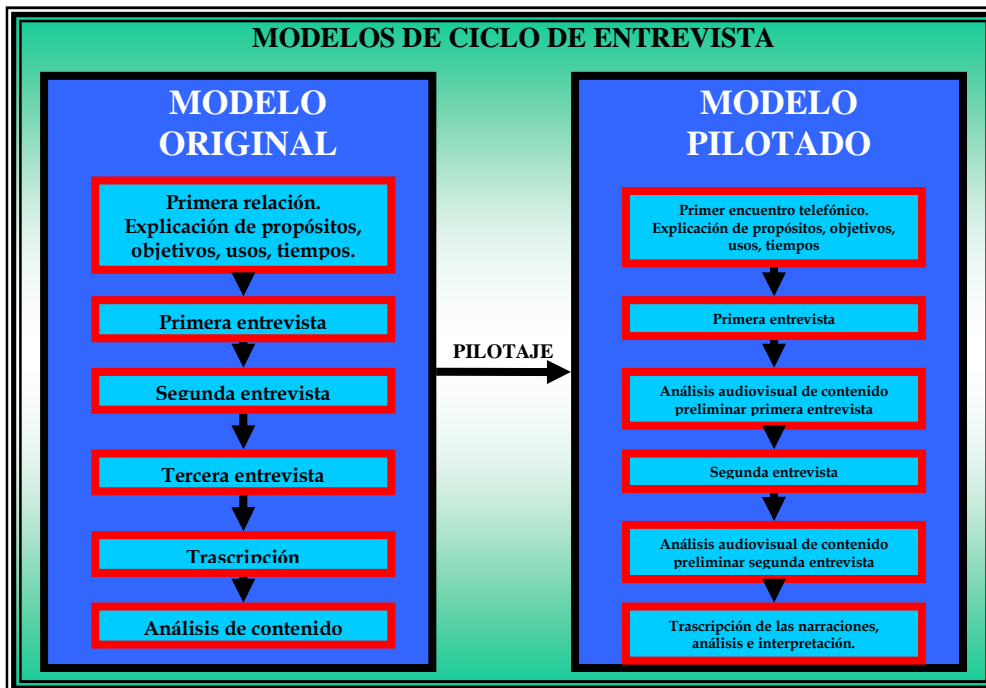 MODELOS DE CICLO DE ENTREVISTA
MODELO
ORIGINAL
Primera relación.
Explicación de propósitos,
objetivos, usos, tiempos.
Primera entrevista
Segunda entrevista
Tercera entrevista
Trascripción
Análisis de contenido
PILOTAJE
MODELO
PILOTADO
Primer encuentro telefónico.
Explicación de propósitos, objetivos,
usos, tiempos
Primera entrevista
Análisis audiovisual de contenido
preliminar primera entrevista
Segunda entrevista
Análisis audiovisual de contenido
preliminar segunda entrevista
Trascripción de las narraciones,
análisis e interpretación.